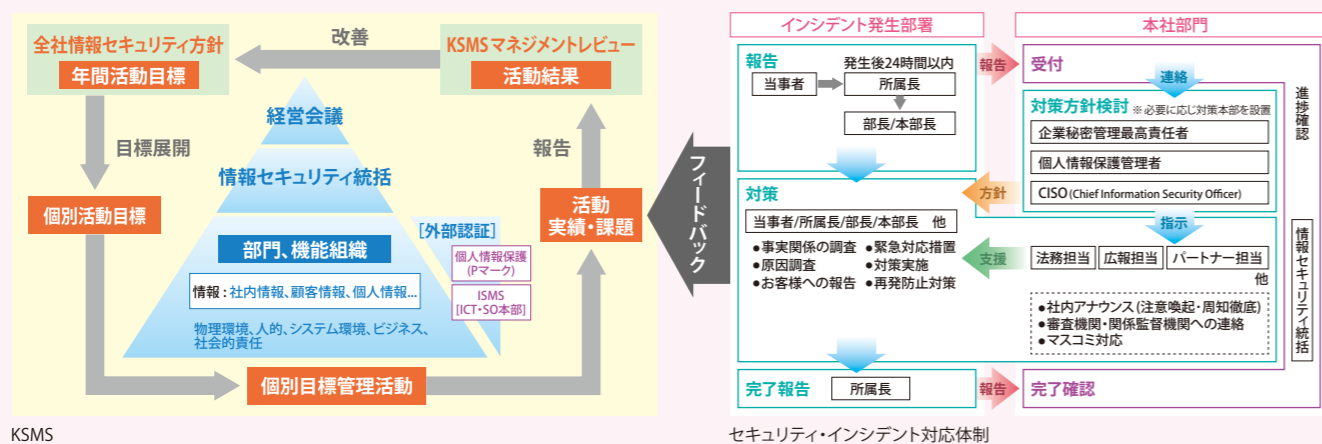 全社情報セキュリティ方針
年間活動目標
改善
KSMSマネジメントレビュー
活動結果
目標展開
報告
経営会議
情報セキュリティ統括
個別活動目標
部門、機能組織
情報：社内情報、顧客情報、個人情報...
物理環境、人的、システム環境、ビジネス、
社会的責任
［外部認証］
個人情報保護
(Pマーク)
ISMS
[ICT・SO本部]
活動
実績・課題
個別目標管理活動
KSMS
フィードバック
インシデント発生部署
本社部門
報告
発生後24時間以内
当事者
所属長
部長/本部長
報告
受付
連絡
対策方針検討 ※必要に応じ対策本部を設置
企業秘密管理最高責任者
個人情報保護管理者
CISO(Chief Information Security Officer)
進捗確認
方針
対策
当事者/所属長/部長/本部長　他
●事実関係の調査 ●緊急対応措置
●原因調査 ●対策実施
●お客様への報告 ●再発防止対策
指示
支援
法務担当 広報担当 パートナー担当
他
●社内アナウンス(注意喚起・周知徹底)
●審査機関・関係監督機関への連絡
●マスコミ対応
情報セキュリティ統括
完了報告
所属長
報告
完了確認
セキュリティ・インシデント対応体制